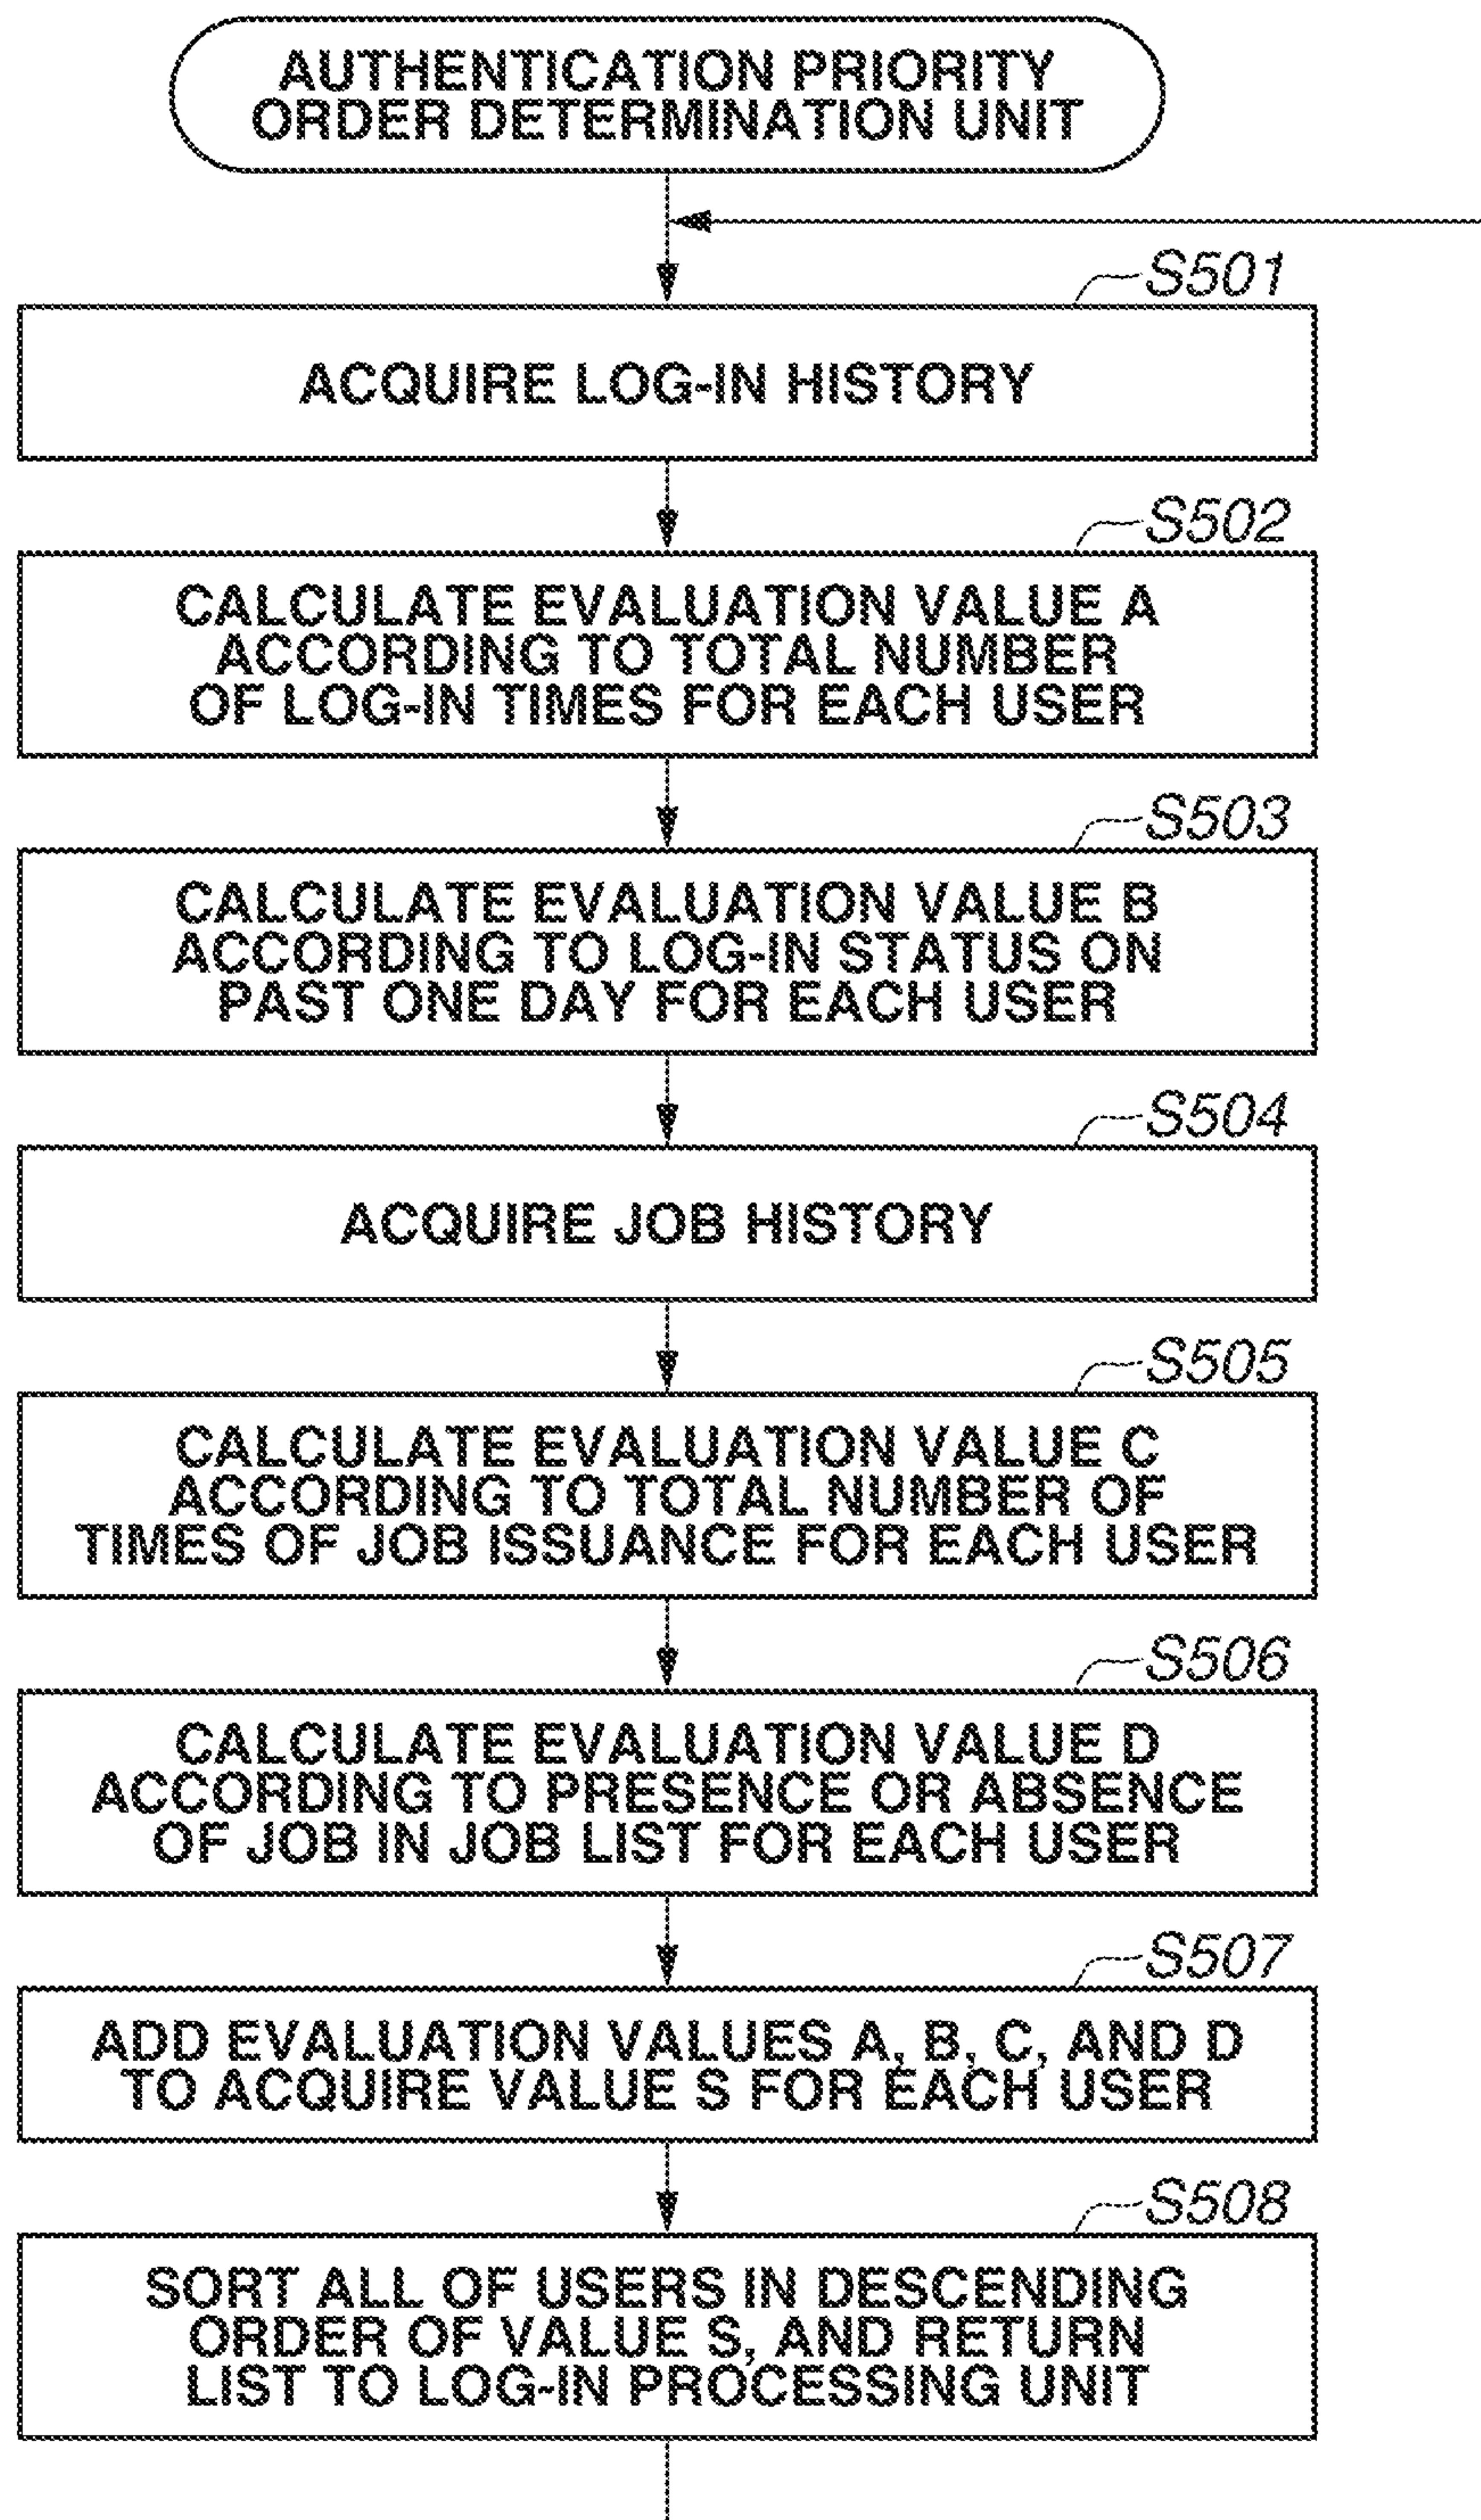 AUTHENTICATION PRIORITY
ORDER DETERMINATION UNIT
S501
ACQUIRE LOG-IN HISTORY
S502
CALCULATE EVALUATION VALUE A
ACCORDING TO TOTAL NUMBER
OF LOG-IN TIMES FOR EACH USER
S503
CALCULATE EVALUATION VALUE B
ACCORDING TO LOG-IN STATUS ON
PAST ONE DAY FOR EACH USER
S504
ACQUIRE JOB HISTORY
S505
CALCULATE EVALUATION VALUE C
ACCORDING TO TOTAL NUMBER OF
TIMES OF JOB ISSUANCE FOR EACH USER
S506
CALCULATE EVALUATION VALUE D
ACCORDING TO PRESENCE OR ABSENCE
OF JOB IN JOB LIST FOR EACH USER
S507
ADD EVALUATION VALUES A, B, C, AND D
TO ACQUIRE VALUE S FOR EACH USER
S508
SORT ALL OF USERS IN DESCENDING
ORDER OF VALUE S, AND RETURN
LIST TO LOG-IN PROCESSING UNIT